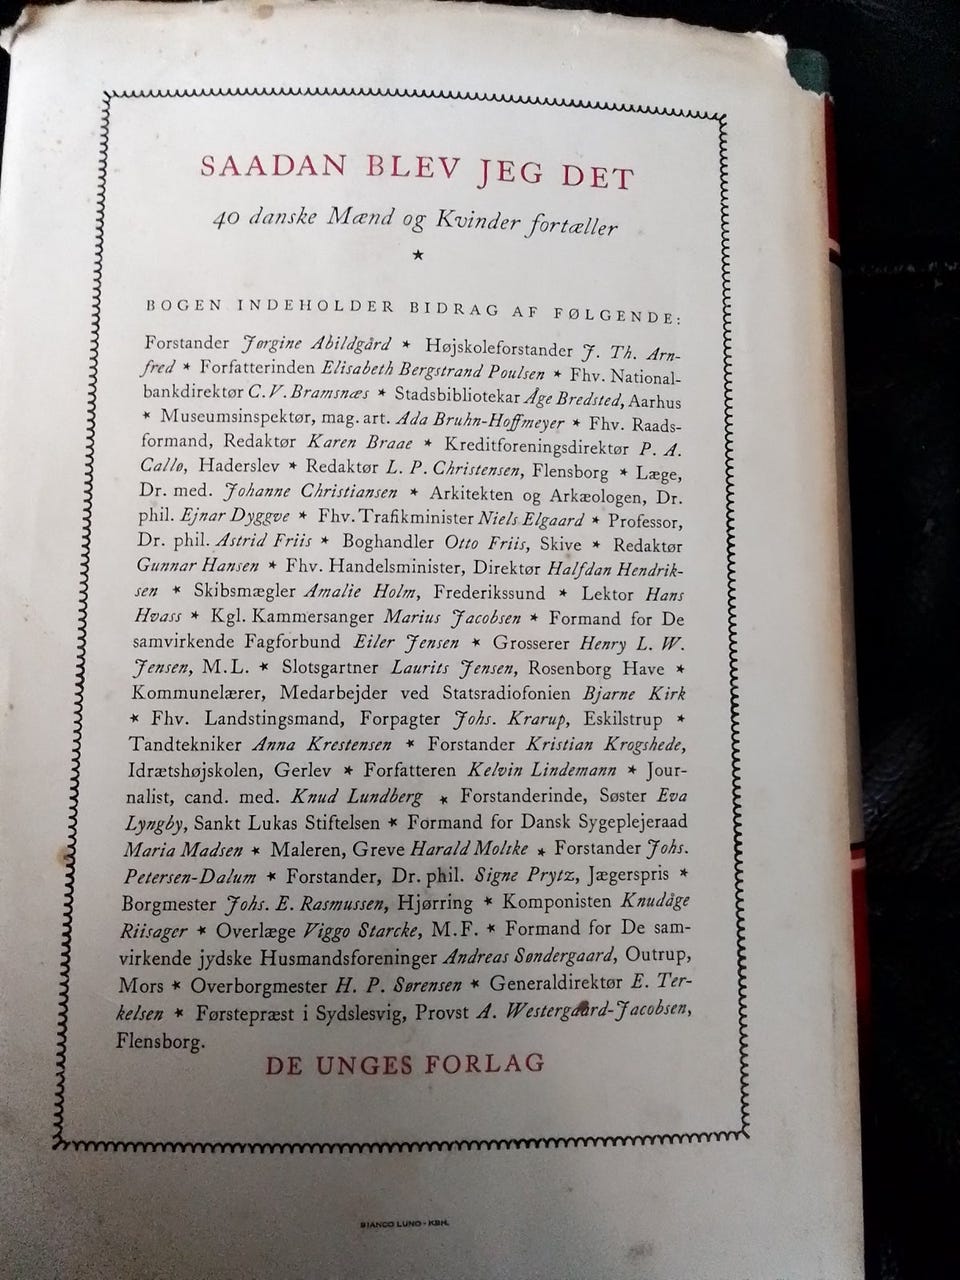 SAADAN BLEV JEG DET
40 danske Mænd og Kvinder fortæller
★
BOGEN INDEHOLDER BIDRAG AF FØLGENDE:
Forstander Jørgine Abildgård ★ Højskoleforstander J. Th. Arn-
fred ★ Forfatterinden Elisabeth Bergstrand Poulsen ★ Fhv. National-
bankdirektør C. V. Bramsnæs ★ Stadsbibliotekar Åge Bredsted, Aarhus
★ Museumsinspektør, mag. art. Ada Bruhn-Hoffmeyer ★ Fhv. Raads-
formand, Redaktør Karen Braae ★ Kreditforeningsdirektør P. A.
Callø, Haderslev ★ Redaktør L. P. Christensen, Flensborg ★ Læge,
Dr. med. Johanne Christiansen ★ Arkitekten og Arkæologen, Dr.
phil. Ejnar Dyggve ★ Fhv. Trafikminister Niels Elgaard ★ Professor,
Dr. phil. Astrid Friis ★ Boghandler Otto Friis, Skive ★ Redaktør
Gunnar Hansen ★ Fhv. Handelsminister, Direktør Halfdan Hendrik-
sen ★ Skibsmægler Amalie Holm, Frederikssund ★ Lektor Hans
Hvass ★ Kgl. Kammersanger Marius Jacobsen ★ Formand for De
samvirkende Fagforbund Eiler Jensen ★ Grosserer Henry L. W.
Jensen, M.L. ★ Slotsgartner Laurits Jensen, Rosenborg Have ★
Kommunelærer, Medarbejder ved Statsradiofonien Bjarne Kirk
★ Fhv. Landstingsmand, Forpagter Johs. Krarup, Eskilstrup ★
Tandtekniker Anna Krestensen ★ Forstander Kristian Krogshede,
Idrætshøjskolen, Gerlev ★ Forfatteren Kelvin Lindemann ★ Jour-
nalist, cand. med. Knud Lundberg ★ Forstanderinde, Søster Eva
Lyngby, Sankt Lukas Stiftelsen ★ Formand for Dansk Sygeplejeraad
Maria Madsen ★ Maleren, Greve Harald Moltke ★ Forstander Johs.
Petersen-Dalum ★ Forstander, Dr. phil. Signe Prytz, Jægerspris ★
Borgmester Johs. E. Rasmussen, Hjørring ★ Komponisten Knudåge
Riisager ★ Overlæge Viggo Starcke, M.F. ★ Formand for De sam-
virkende jydske Husmandsforeninger Andreas Søndergaard, Outrup,
Mors ★ Overborgmester H. P. Sørensen ★ Generaldirektør E. Ter-
kelsen ★ Førstepræst i Sydslesvig, Provst A. Westergaard-Jacobsen,
Flensborg.
DE UNGES FORLAG
BIANCO LUNO - KBH.